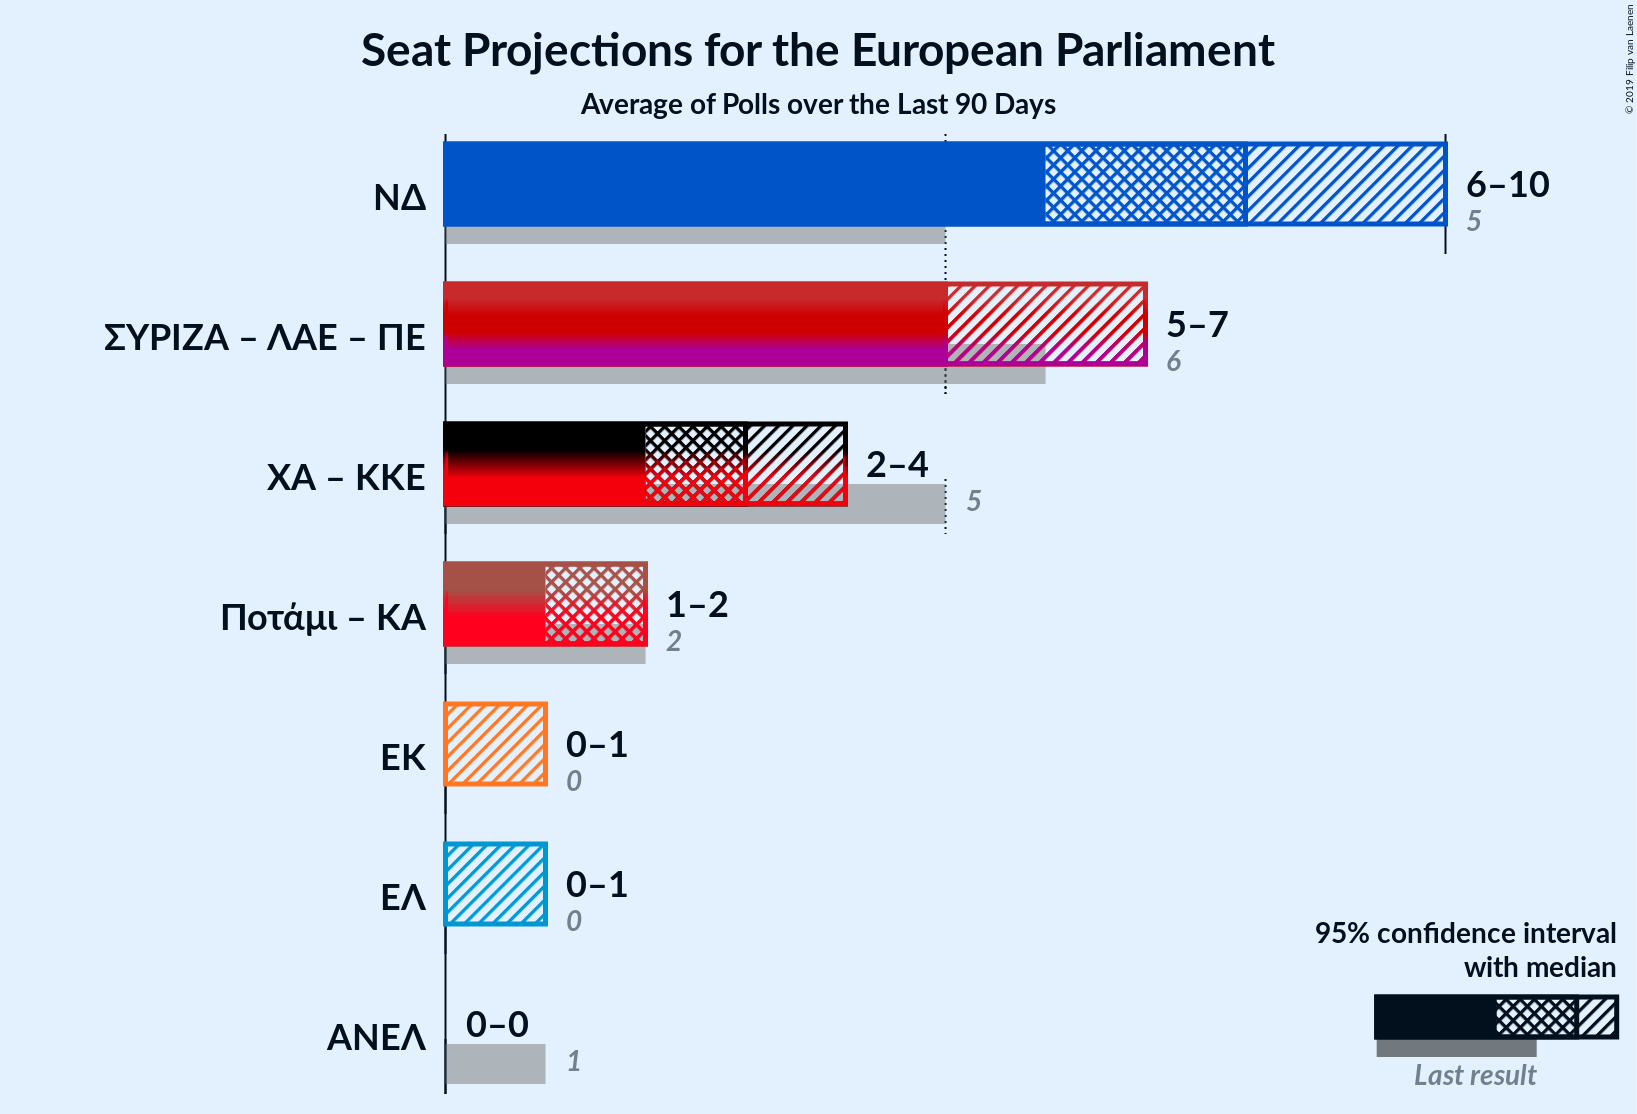 Seat Projections for the European Parliament
Average of Polls over the Last 90 Days
© 2019 Filip van Laenen
ΝΔ
6–10
5
ΣΥΡΙΖΑ – ΛΑΕ – ΠΕ
5–7
6
ΧΑ – ΚΚΕ
2–4
5
Ποτάμι – ΚΑ
1–2
2
ΕΚ
0–1
0
ΕΛ
0–1
0
ΑΝΕΛ
0–0
1
95% confidence interval
with median
Last result